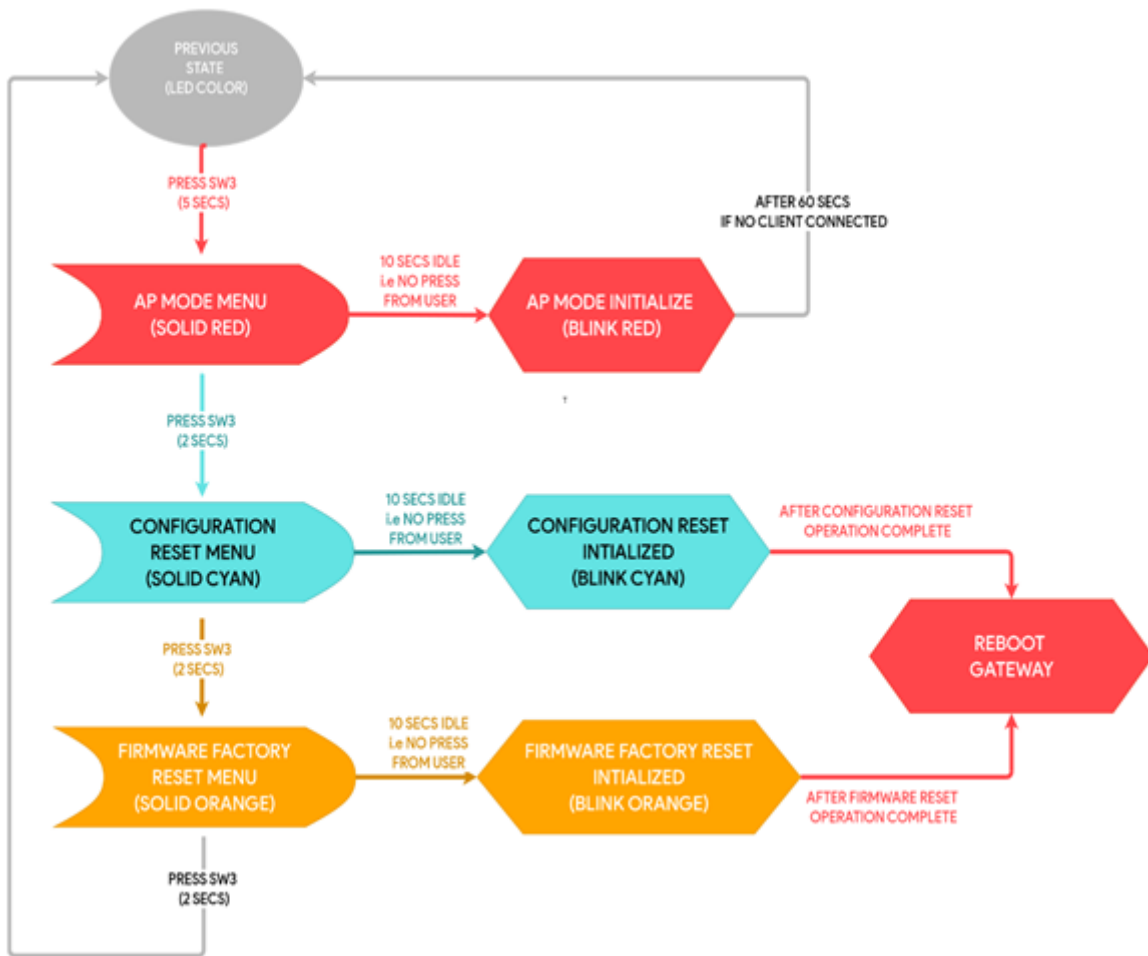 PREVIOUS
STATE
(LED COLOR)
PRESS SW3
(5 SECS)
AFTER 60 SECS
IF NO CLIENT CONNECTED
10 SECS IDLE
i.e NO PRESS
FROM USER
AP MODE MENU
(SOLID RED)
AP MODE INITIALIZE
(BLINK RED)
T
PRESS SW3
(2 SECS)
10 SECS IDLE
i.e NO PRESS
FROM USER
CONFIGURATION
RESET MENU
(SOLID CYAN)
CONFIGURATION RESET
INTIALIZED
(BLINK CYAN)
AFTER CONFIGURATION RESET
OPERATION COMPLETE
PRESS SW3
(2 SECS)
REBOOT
GATEWAY
10 SECS IDLE
i.e NO PRESS
FROM USER
FIRMWARE FACTORY
RESET MENU
(SOLID ORANGE)
FIRMWARE FACTORY RESET
INTIALIZED
(BLINK ORANGE)
AFTER FIRMWARE RESET
OPERATION COMPLETE
PRESS SW3
(2 SECS)